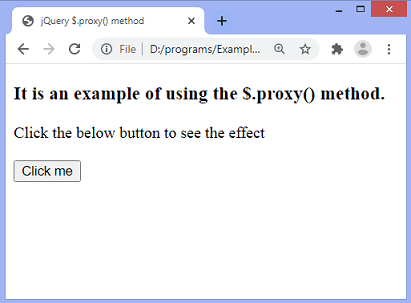 jQuery $.proxy() method
File | D:/programs/Exampl...
It is an example of using the $.proxy() method.
Click the below button to see the effect
Click me